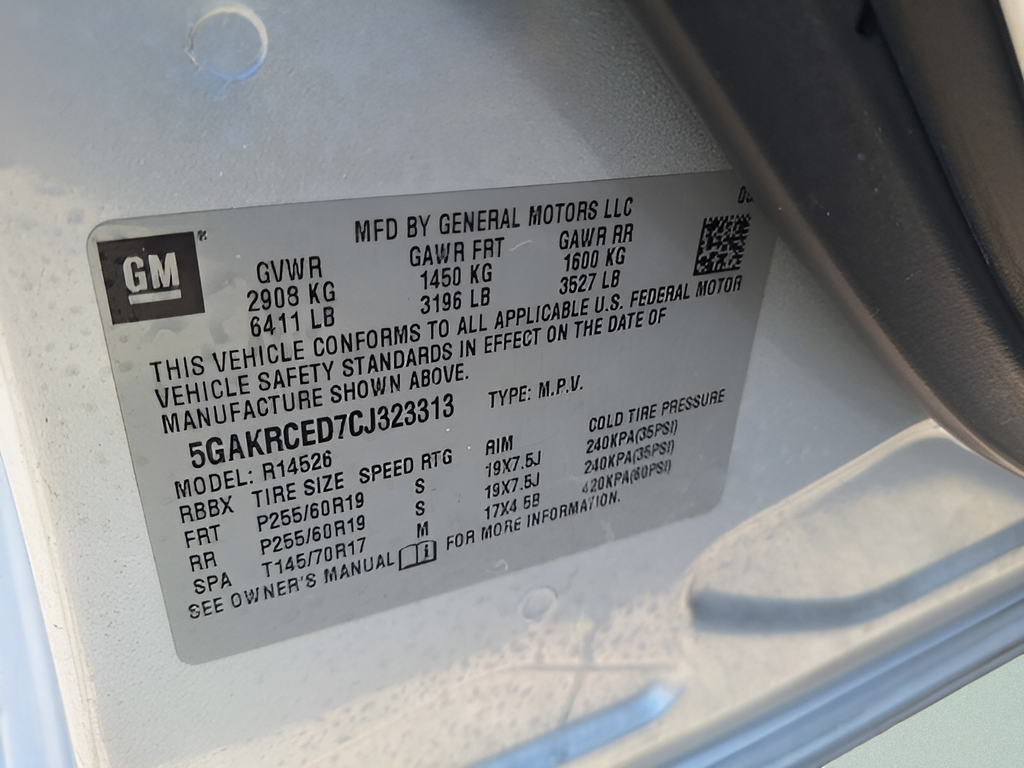 MFD BY GENERAL MOTORS LLC
GM
GVWR GAWR FRT GAWR RR
2908 KG 1450 KG 1600 KG
6411 LB 3196 LB 3527 LB
THIS VEHICLE CONFORMS TO ALL APPLICABLE U.S. FEDERAL MOTOR
VEHICLE SAFETY STANDARDS IN EFFECT ON THE DATE OF
MANUFACTURE SHOWN ABOVE.
5GAKRCED7CJ323313 TYPE: M.P.V.
MODEL: R14526
RBBX TIRE SIZE SPEED RTG RIM COLD TIRE PRESSURE
FRT P255/60R19 S 19X7.5J 240KPA(35PSI)
RR P255/60R19 S 19X7.5J 240KPA(35PSI)
SPA T145/70R17 M 17X4.5B 420KPA(60PSI)
SEE OWNER'S MANUAL FOR MORE INFORMATION.